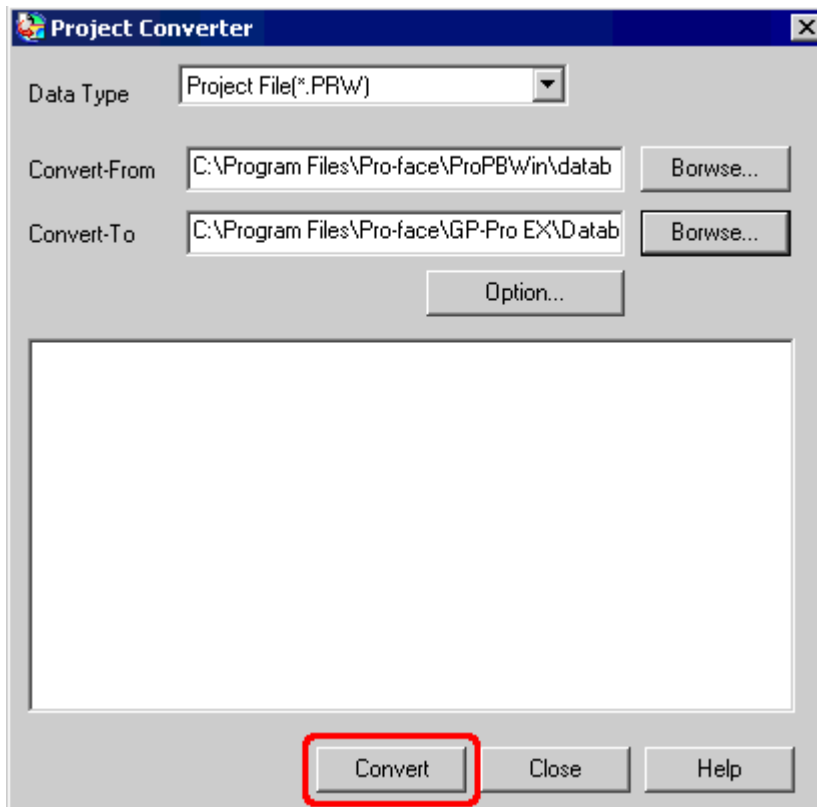 Project Converter
Data Type Project File(*.PRW)
Convert-From C:\Program Files\Pro-face\ProPBWin\datab Borwse...
Convert-To C:\Program Files\Pro-face\GP-Pro EX\Datab Borwse...
Option...
Convert Close Help